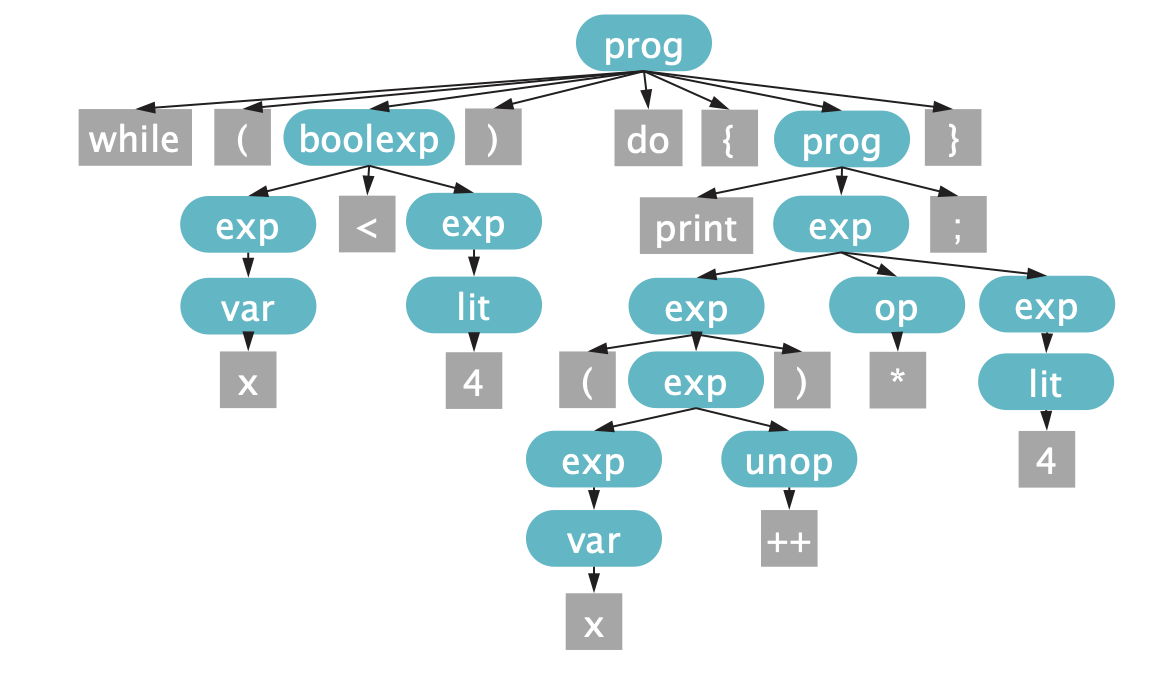 prog
while ( boolexp ) do { prog }
exp < exp print exp ;
var lit exp op exp
x 4 ( exp ) * lit
exp unop 4
var ++
x